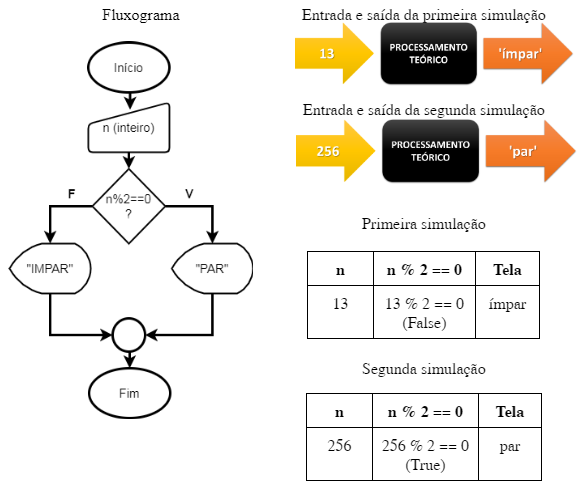 Fluxograma
Início
n (inteiro)
n%2==0
?
F
V
"IMPAR"
"PAR"
Fim
Entrada e saída da primeira simulação
13
PROCESSAMENTO
TEÓRICO
'ímpar'
Entrada e saída da segunda simulação
256
PROCESSAMENTO
TEÓRICO
'par'
Primeira simulação
n n % 2 == 0 Tela
13 13 % 2 == 0 ímpar
(False)
Segunda simulação
n n % 2 == 0 Tela
256 256 % 2 == 0 par
(True)